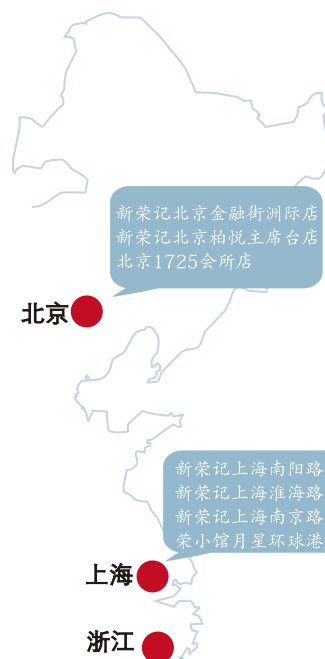 新荣记北京金融街洲际店
新荣记北京柏悦主席台店
北京1725会所店
北京
新荣记上海南阳路
新荣记上海淮海路
新荣记上海南京路
荣小馆月星环球港
上海
浙江